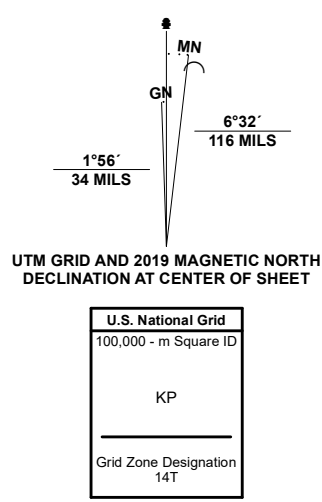 MN
GN
6°32´
116 MILS
1°56´
34 MILS
UTM GRID AND 2019 MAGNETIC NORTH
DECLINATION AT CENTER OF SHEET
U.S. National Grid
100,000 - m Square ID
KP
Grid Zone Designation
14T